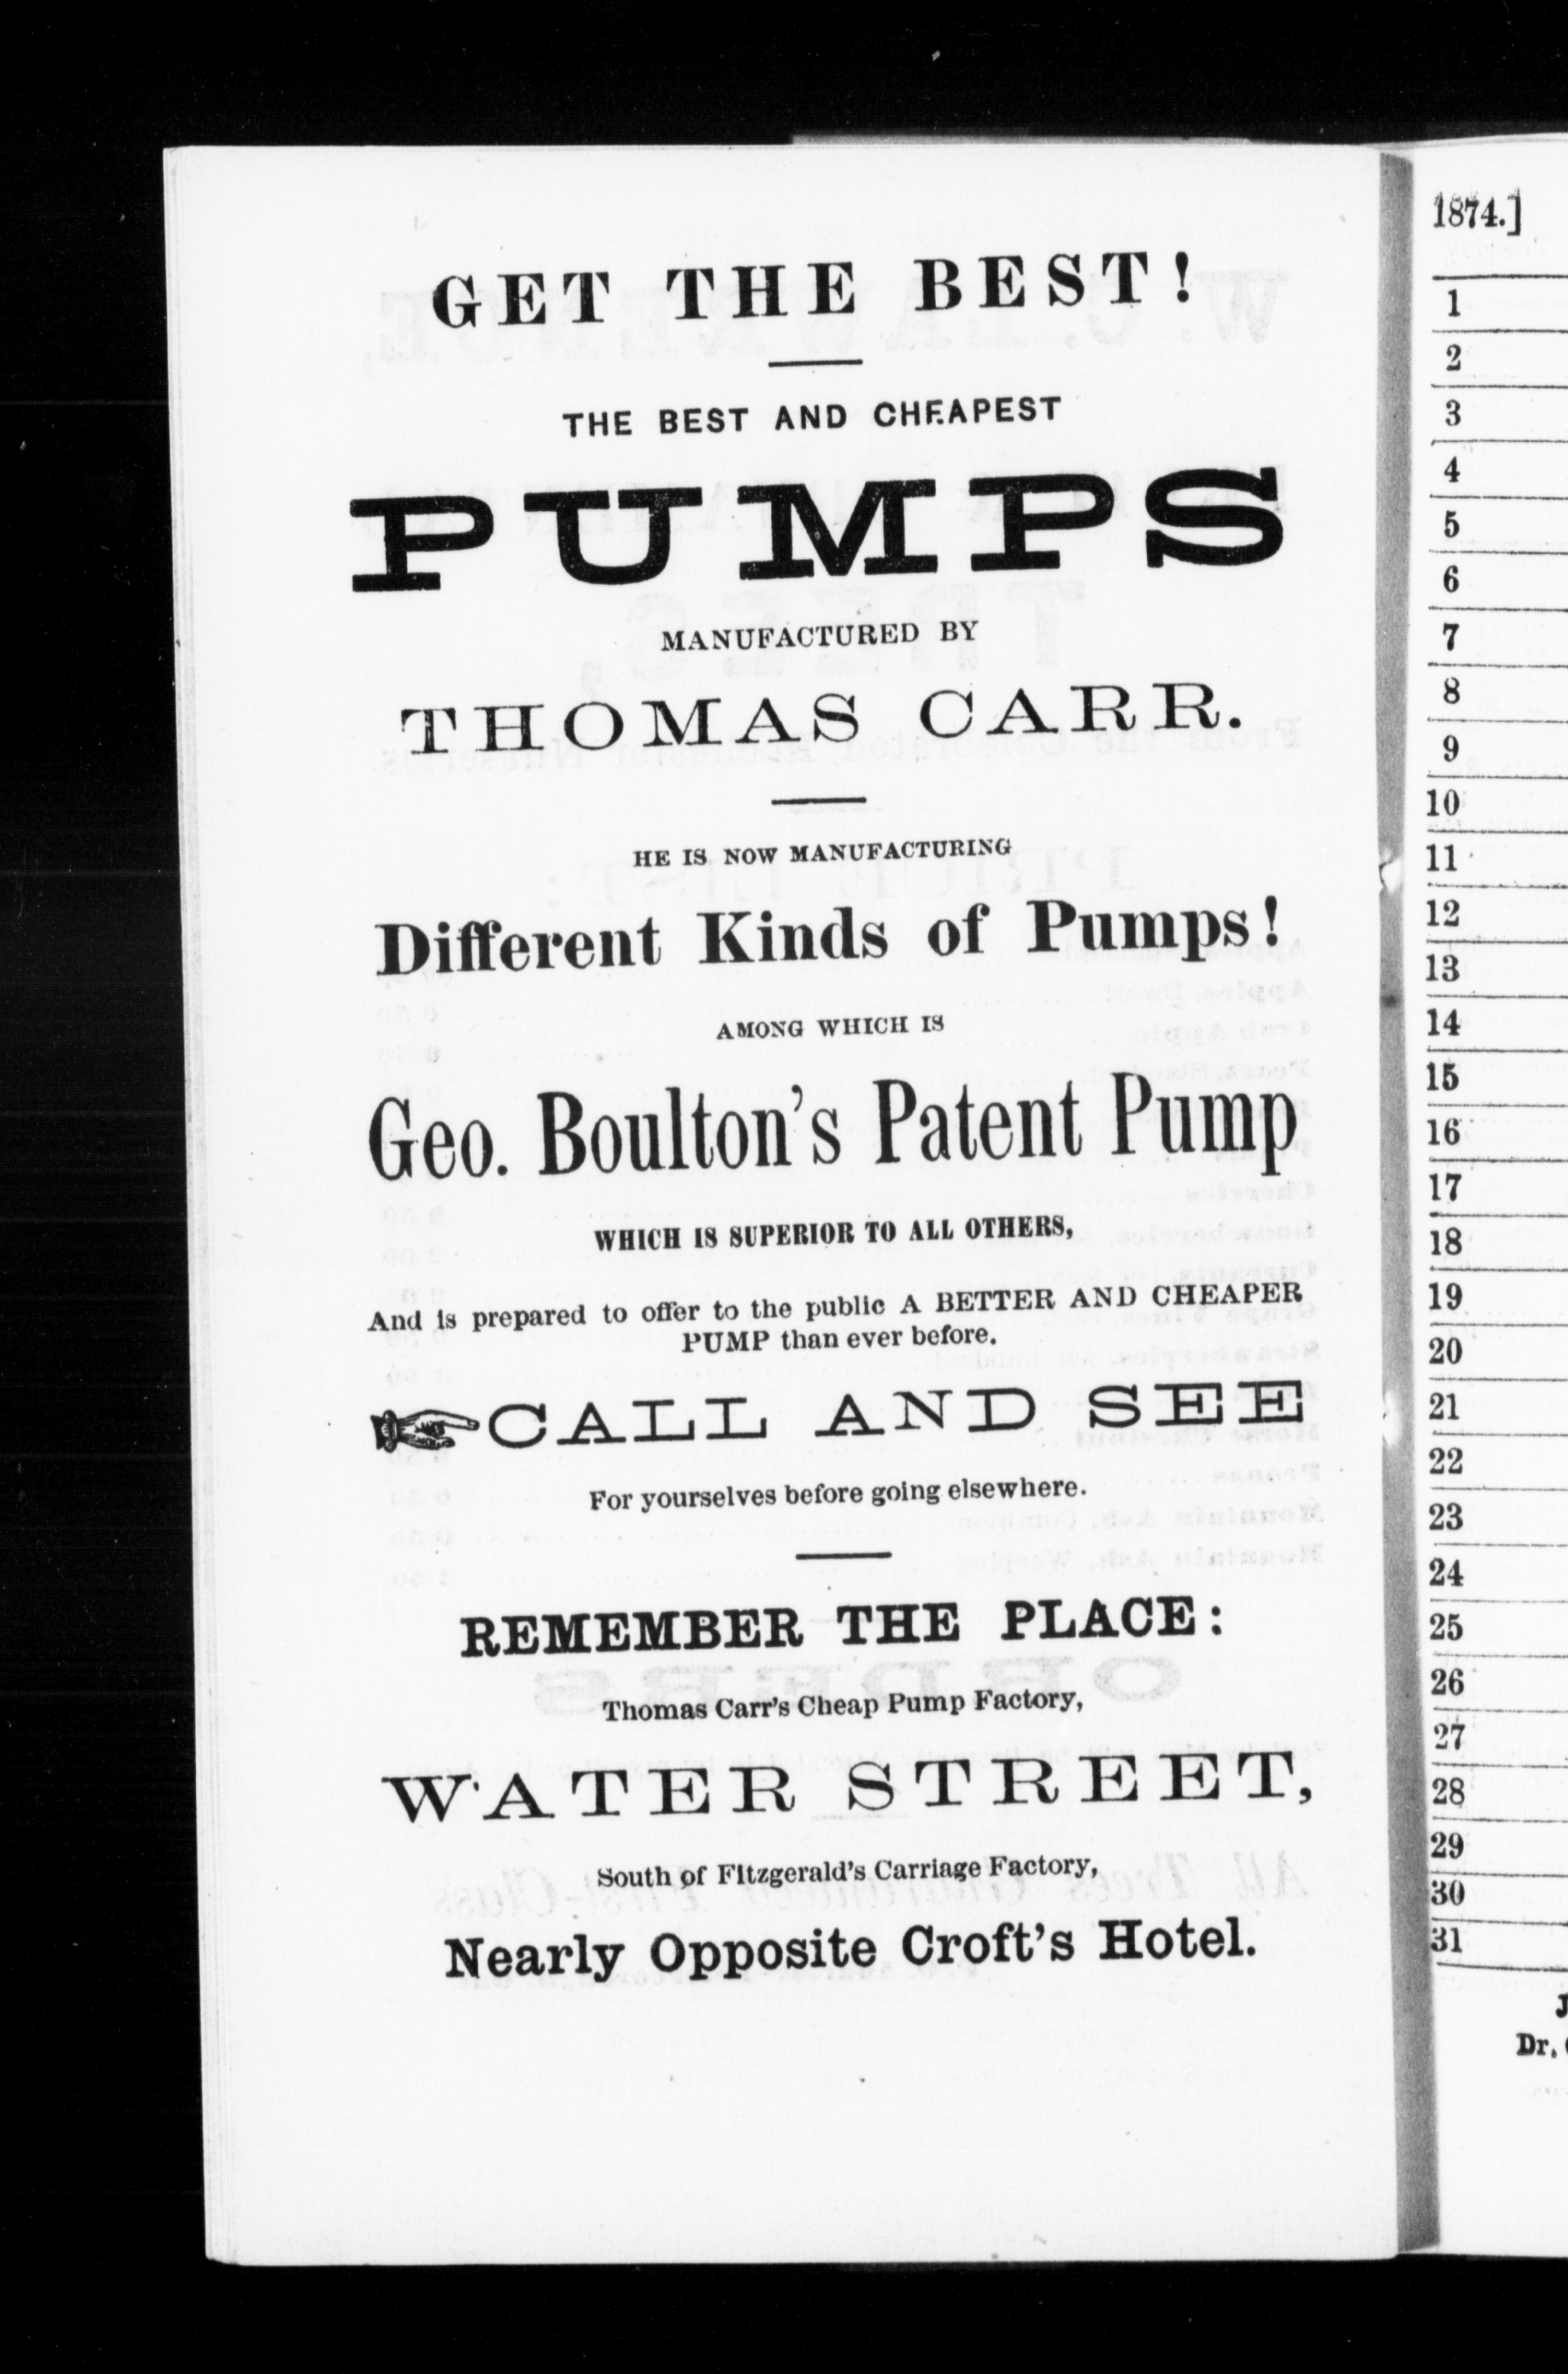 GET THE BEST!
THE BEST AND CHEAPEST
PUMPS
MANUFACTURED BY
THOMAS CARR.
HE IS NOW MANUFACTURING
Different Kinds of Pumps!
AMONG WHICH IS
Geo. Boulton's Patent Pump
WHICH IS SUPERIOR TO ALL OTHERS,
And is prepared to offer to the public A BETTER AND CHEAPER
PUMP than ever before.
CALL AND SEE
For yourselves before going elsewhere.
REMEMBER THE PLACE:
Thomas Carr's Cheap Pump Factory,
WATER STREET,
South of Fitzgerald's Carriage Factory,
Nearly Opposite Croft's Hotel.
1874.]
1
2
3
4
5
6
7
8
9
10
11
12
13
14
15
16
17
18
19
20
21
22
23
24
25
26
27
28
29
30
31
Dr.